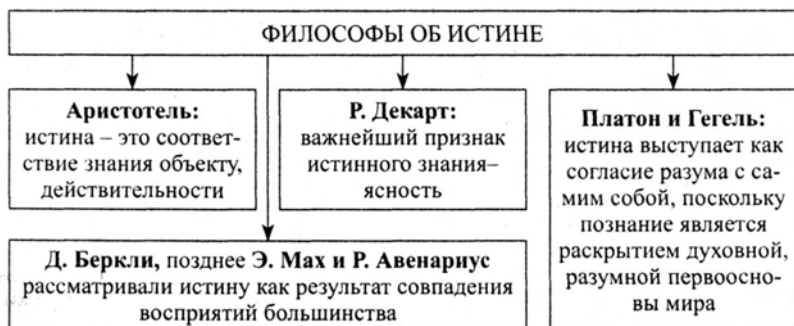 ФИЛОСОФЫ ОБ ИСТИНЕ
Аристотель:
истина – это соответ-
ствие знания объекту,
действительности
Р. Декарт:
важнейший признак
истинного знания–
ясность
Платон и Гегель:
истина выступает как
согласие разума с са-
мим собой, поскольку
познание является
раскрытием духовной,
разумной первоосно-
вы мира
Д. Беркли, позднее Э. Мах и Р. Авенариус
рассматривали истину как результат совпадения
восприятий большинства